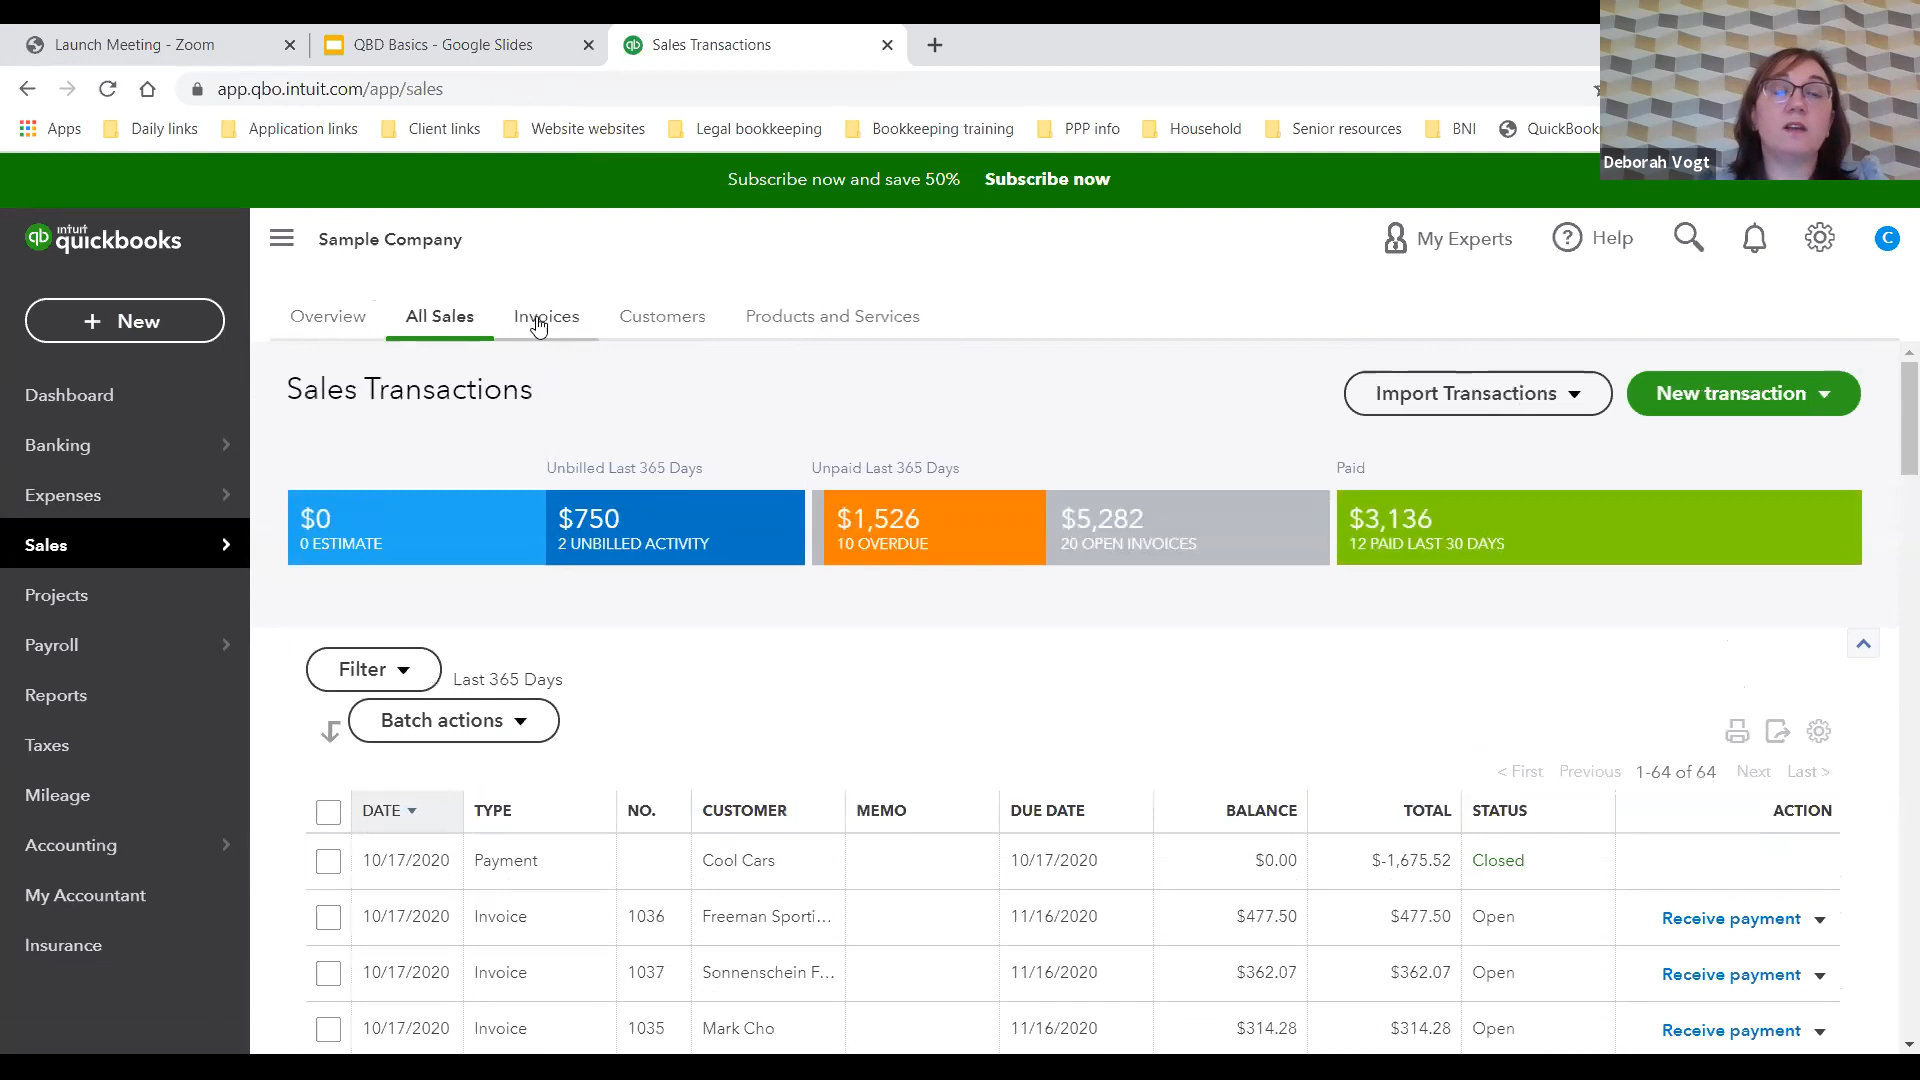 Launch Meeting - Zoom
QBD Basics - Google Slides
Sales Transactions
app.qbo.intuit.com/app/sales
Apps
Daily links
Application links
Client links
Website websites
Legal bookkeeping
Bookkeeping training
PPP info
Household
Senior resources
BNI
QuickBook
Deborah Vogt
Subscribe now and save 50% Subscribe now
qb intuit quickbooks
Sample Company
My Experts
Help
C
+ New
Overview
All Sales
Invoices
Customers
Products and Services
Dashboard
Banking
Expenses
Sales
Projects
Payroll
Reports
Taxes
Mileage
Accounting
My Accountant
Insurance
Sales Transactions
Import Transactions
New transaction
Unbilled Last 365 Days
Unpaid Last 365 Days
Paid
$0
0 ESTIMATE
$750
2 UNBILLED ACTIVITY
$1,526
10 OVERDUE
$5,282
20 OPEN INVOICES
$3,136
12 PAID LAST 30 DAYS
Filter
Last 365 Days
Batch actions
< First Previous 1-64 of 64 Next Last >
DATE TYPE NO. CUSTOMER MEMO DUE DATE BALANCE TOTAL STATUS ACTION
10/17/2020 Payment Cool Cars 10/17/2020 $0.00 $-1,675.52 Closed
10/17/2020 Invoice 1036 Freeman Sporti... 11/16/2020 $477.50 $477.50 Open Receive payment
10/17/2020 Invoice 1037 Sonnenschein F... 11/16/2020 $362.07 $362.07 Open Receive payment
10/17/2020 Invoice 1035 Mark Cho 11/16/2020 $314.28 $314.28 Open Receive payment